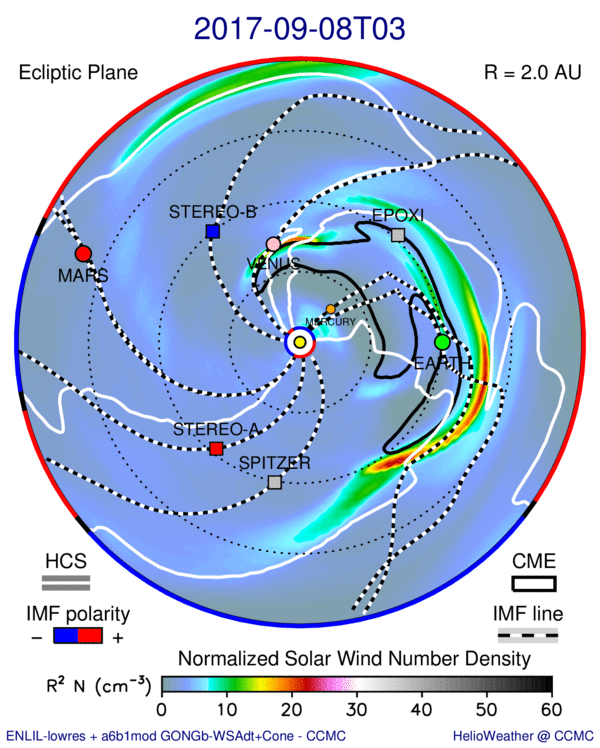 2017-09-08T03
Ecliptic Plane
R = 2.0 AU
STEREO-B
EPOXI
VENUS
MARS
MERCURY
EARTH
STEREO-A
SPITZER
HCS
CME
IMF polarity
IMF line
− +
Normalized Solar Wind Number Density
R² N (cm⁻³)
0 10 20 30 40 50 60
ENLIL-lowres + a6b1mod GONGb-WSAdt+Cone - CCMC
HelioWeather @ CCMC